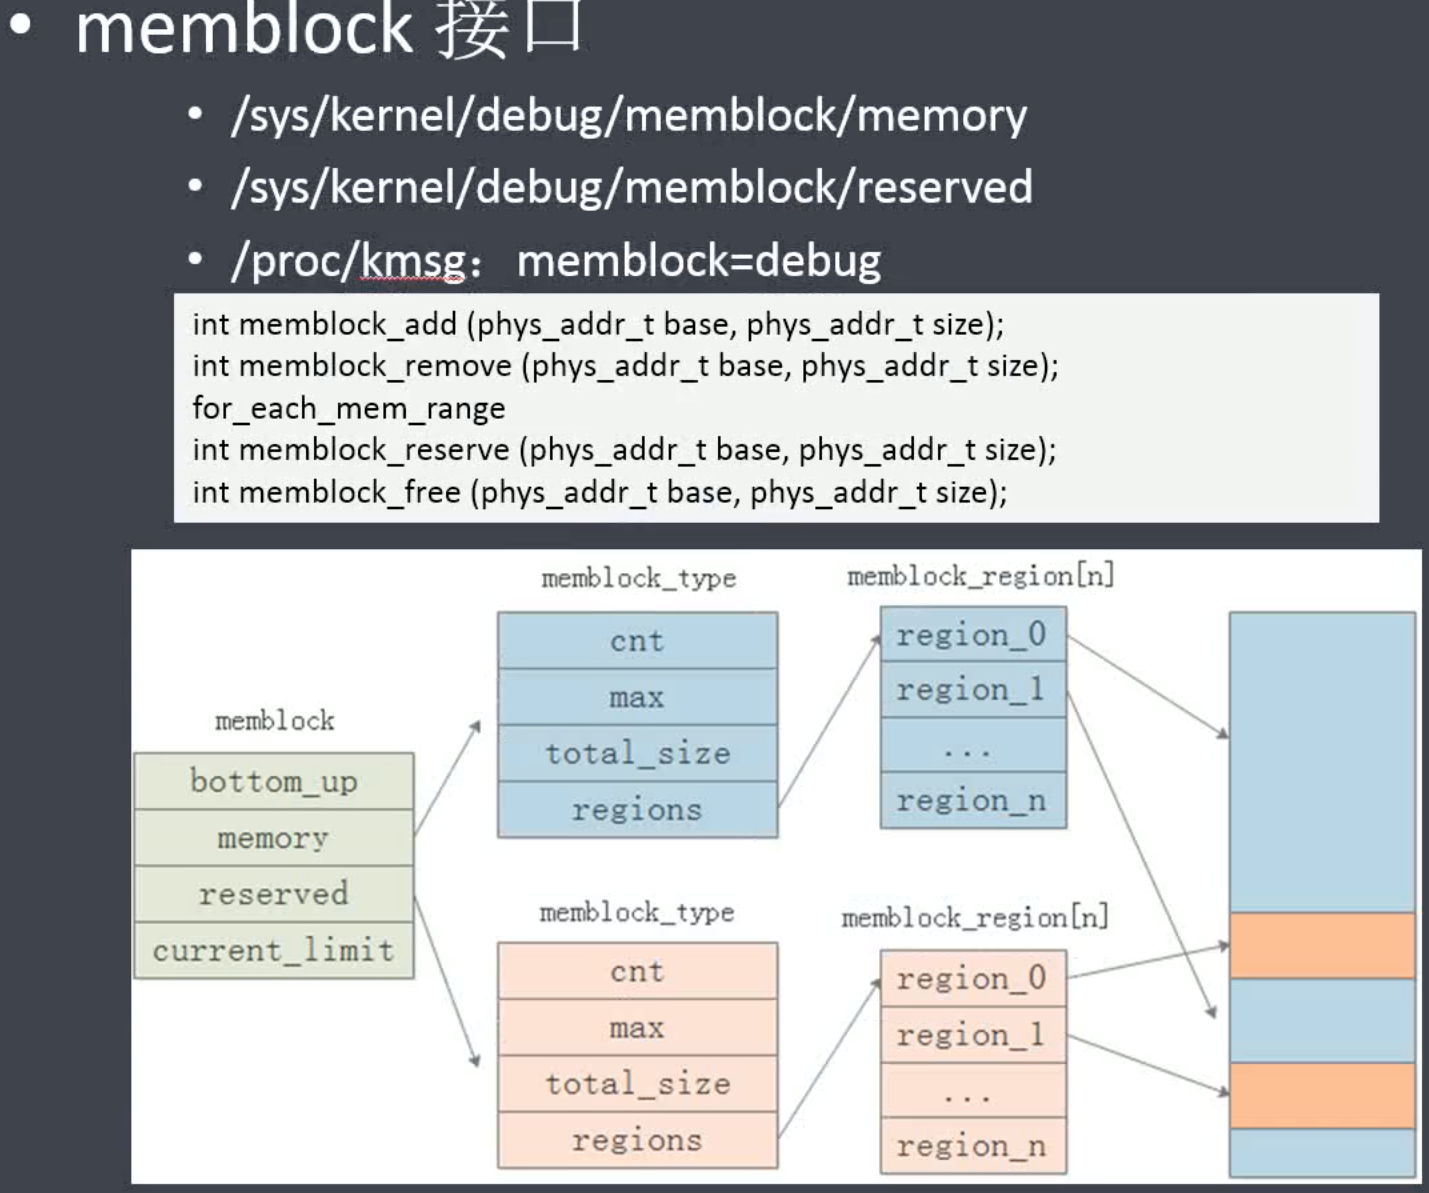 • memblock 接口
• /sys/kernel/debug/memblock/memory
• /sys/kernel/debug/memblock/reserved
• /proc/kmsg：memblock=debug
int memblock_add (phys_addr_t base, phys_addr_t size);
int memblock_remove (phys_addr_t base, phys_addr_t size);
for_each_mem_range
int memblock_reserve (phys_addr_t base, phys_addr_t size);
int memblock_free (phys_addr_t base, phys_addr_t size);
memblock
bottom_up
memory
reserved
current_limit
memblock_type
cnt
max
total_size
regions
memblock_region[n]
region_0
region_1
...
region_n
memblock_type
cnt
max
total_size
regions
memblock_region[n]
region_0
region_1
...
region_n